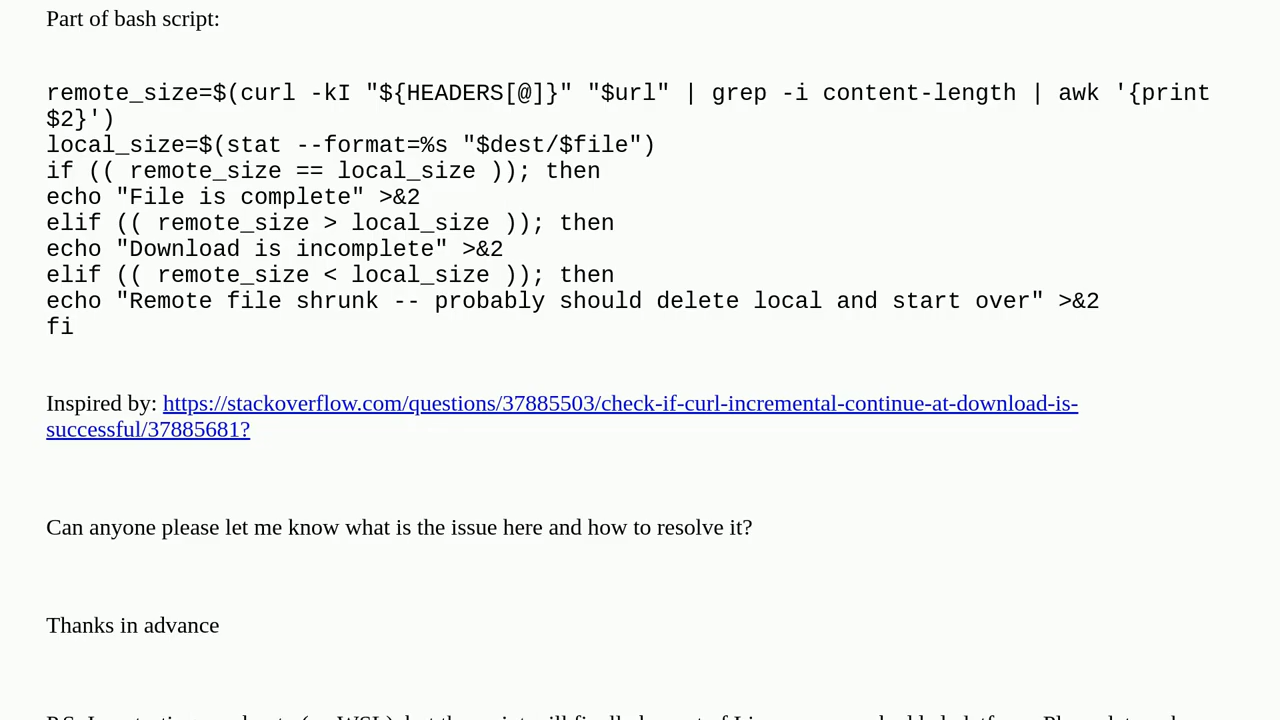 Part of bash script:
remote_size=$(curl -kI "${HEADERS[@]}" "$url" | grep -i content-length | awk '{print
$2}')
local_size=$(stat --format=%s "$dest/$file")
if (( remote_size == local_size )); then
echo "File is complete" >&2
elif (( remote_size > local_size )); then
echo "Download is incomplete" >&2
elif (( remote_size < local_size )); then
echo "Remote file shrunk -- probably should delete local and start over" >&2
fi
Inspired by: https://stackoverflow.com/questions/37885503/check-if-curl-incremental-continue-at-download-is-
successful/37885681?
Can anyone please let me know what is the issue here and how to resolve it?
Thanks in advance